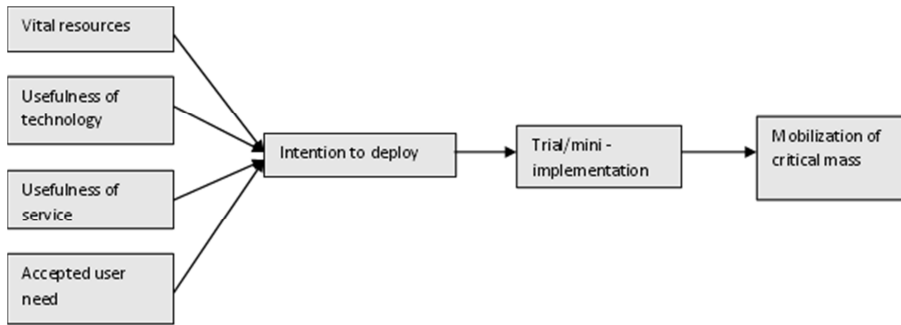 Vital resources
Usefulness of
technology
Usefulness of
service
Accepted user
need
Intention to deploy
Trial/mini -
implementation
Mobilization of
critical mass